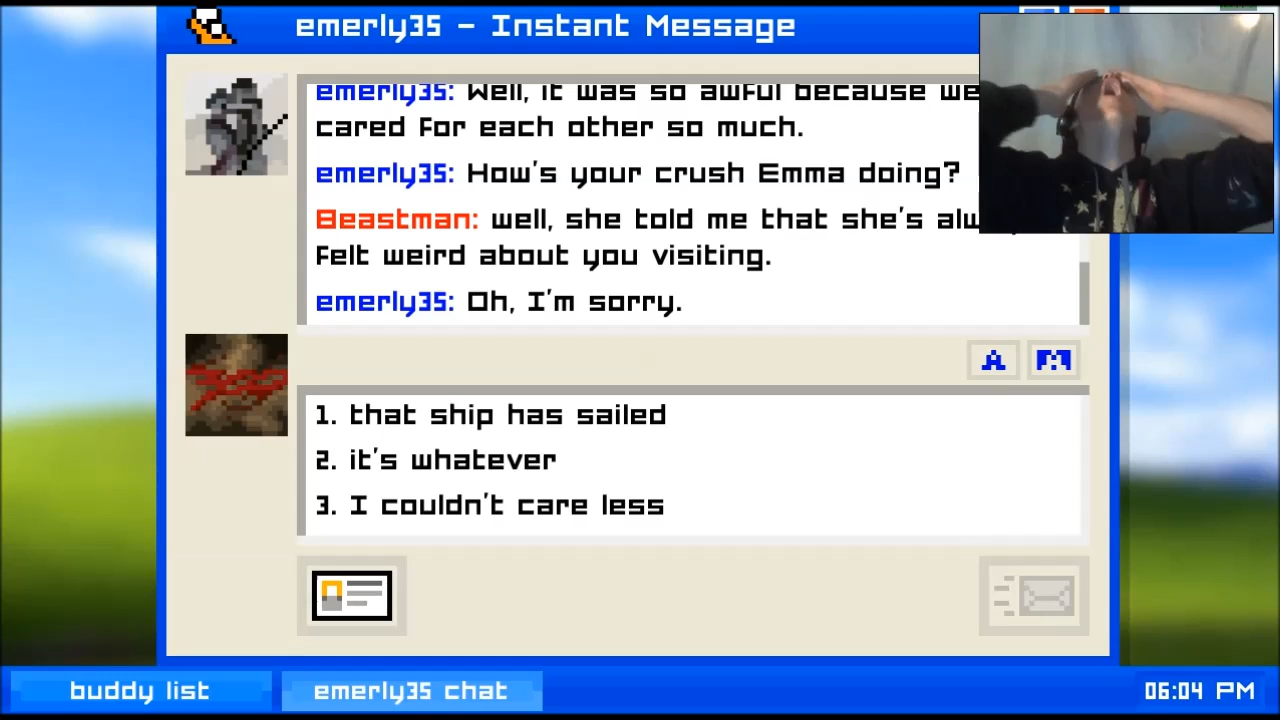 emerly35 - Instant Message
emerly35: Well, it was so awful because we
cared for each other so much.
emerly35: How's your crush Emma doing?
Beastman: well, she told me that she's
felt weird about you visiting.
emerly35: Oh, I'm sorry.
A M
1. that ship has sailed
2. it's whatever
3. I couldn't care less
buddy list
emerly35 chat
06:04 PM